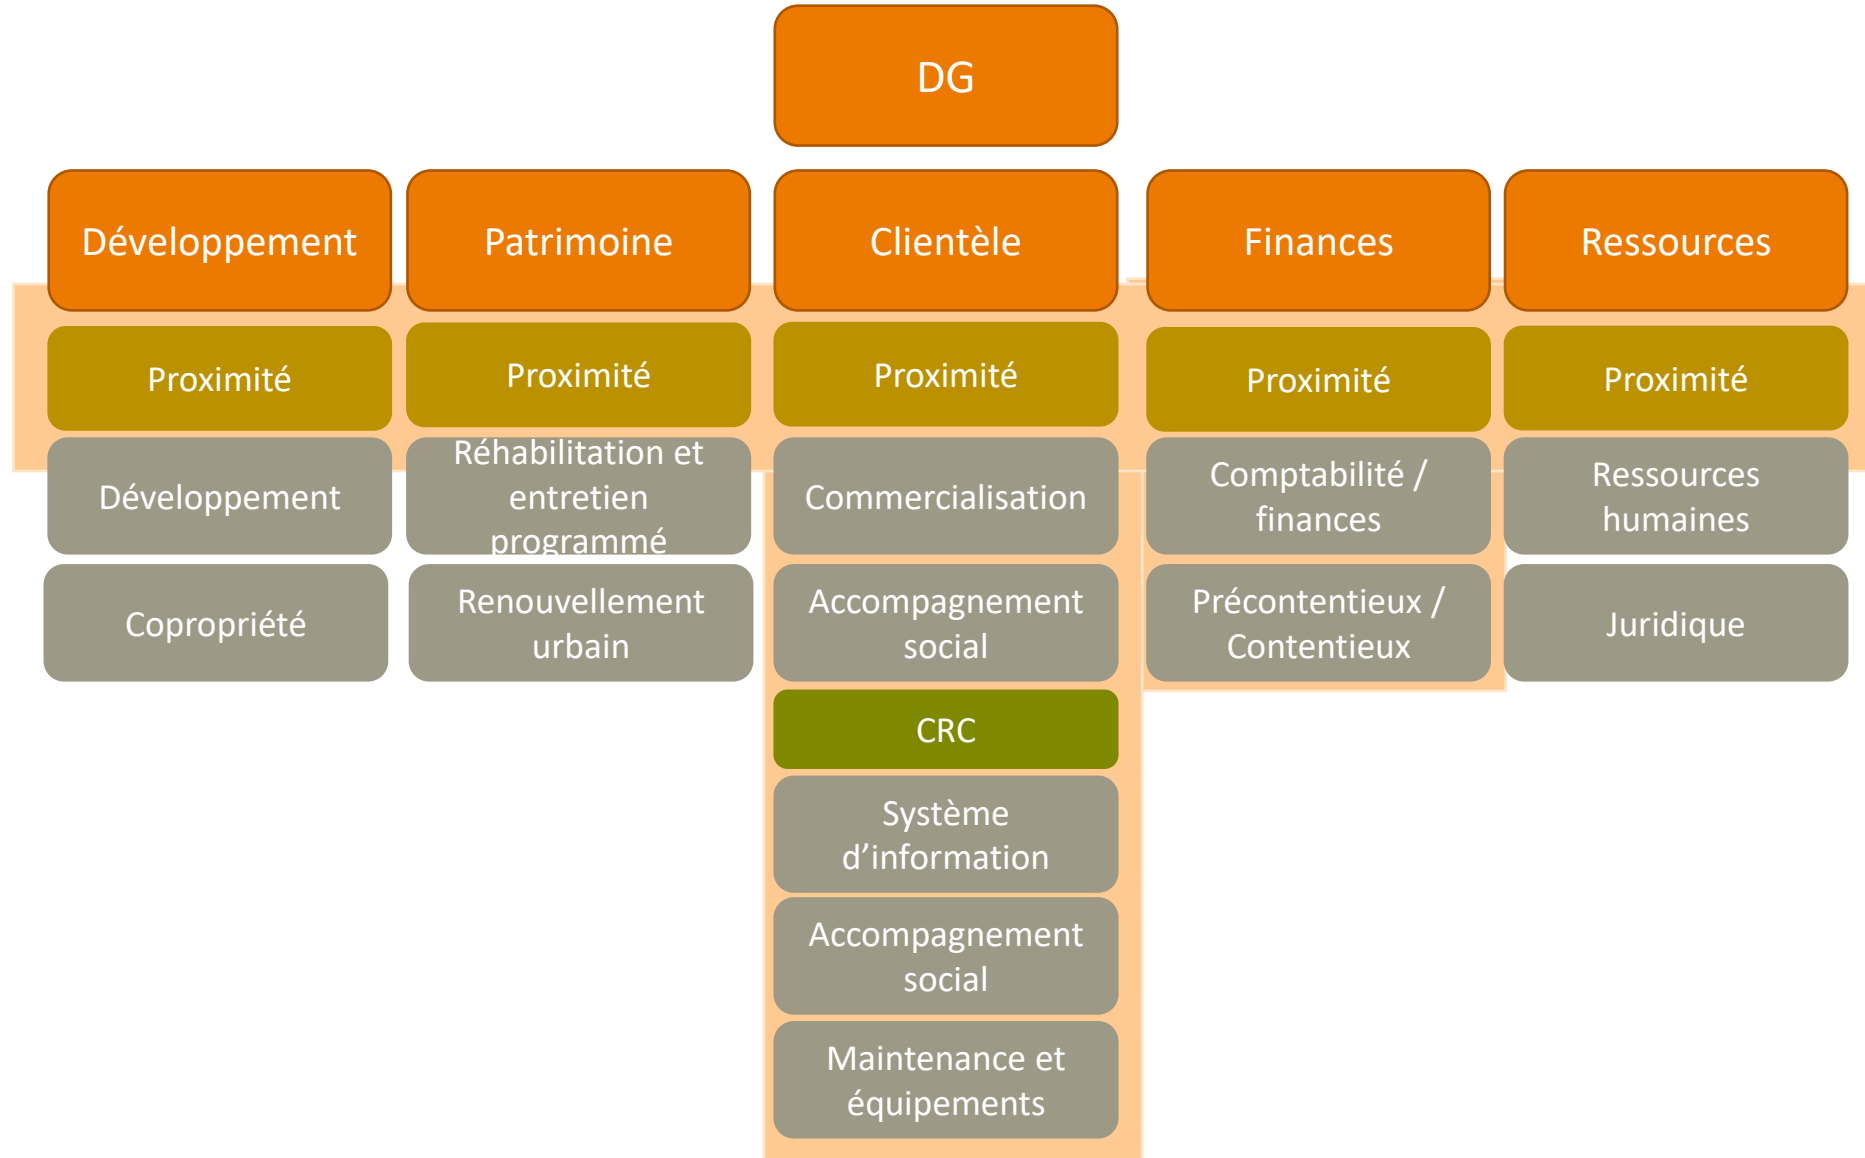 DG
Développement
Patrimoine
Clientèle
Finances
Ressources
Proximité
Proximité
Proximité
Proximité
Proximité
Développement
Réhabilitation et
entretien
programmé
Commercialisation
Comptabilité /
finances
Ressources
humaines
Copropriété
Renouvellement
urbain
Accompagnement
social
Précontentieux /
Contentieux
Juridique
CRC
Système
d’information
Accompagnement
social
Maintenance et
équipements